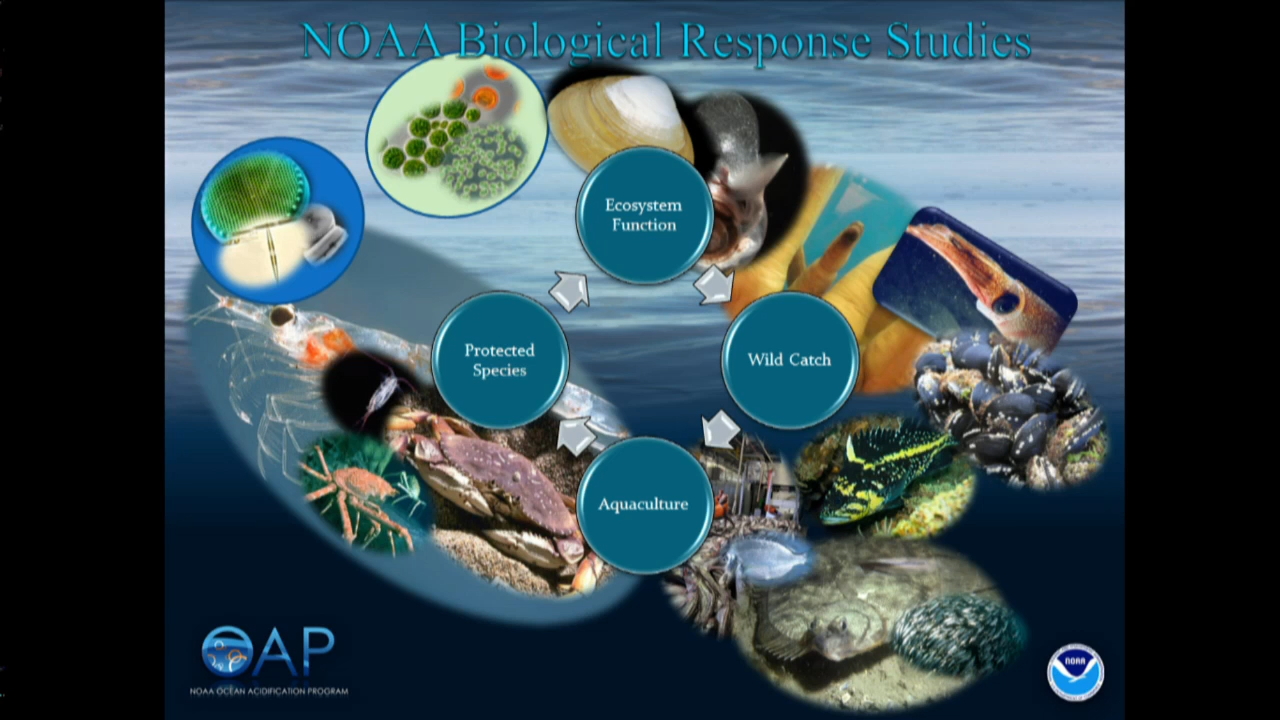 NOAA Biological Response Studies
Ecosystem
Function
Protected
Species
Wild Catch
Aquaculture
OAP
NOAA OCEAN ACIDIFICATION PROGRAM
NOAA